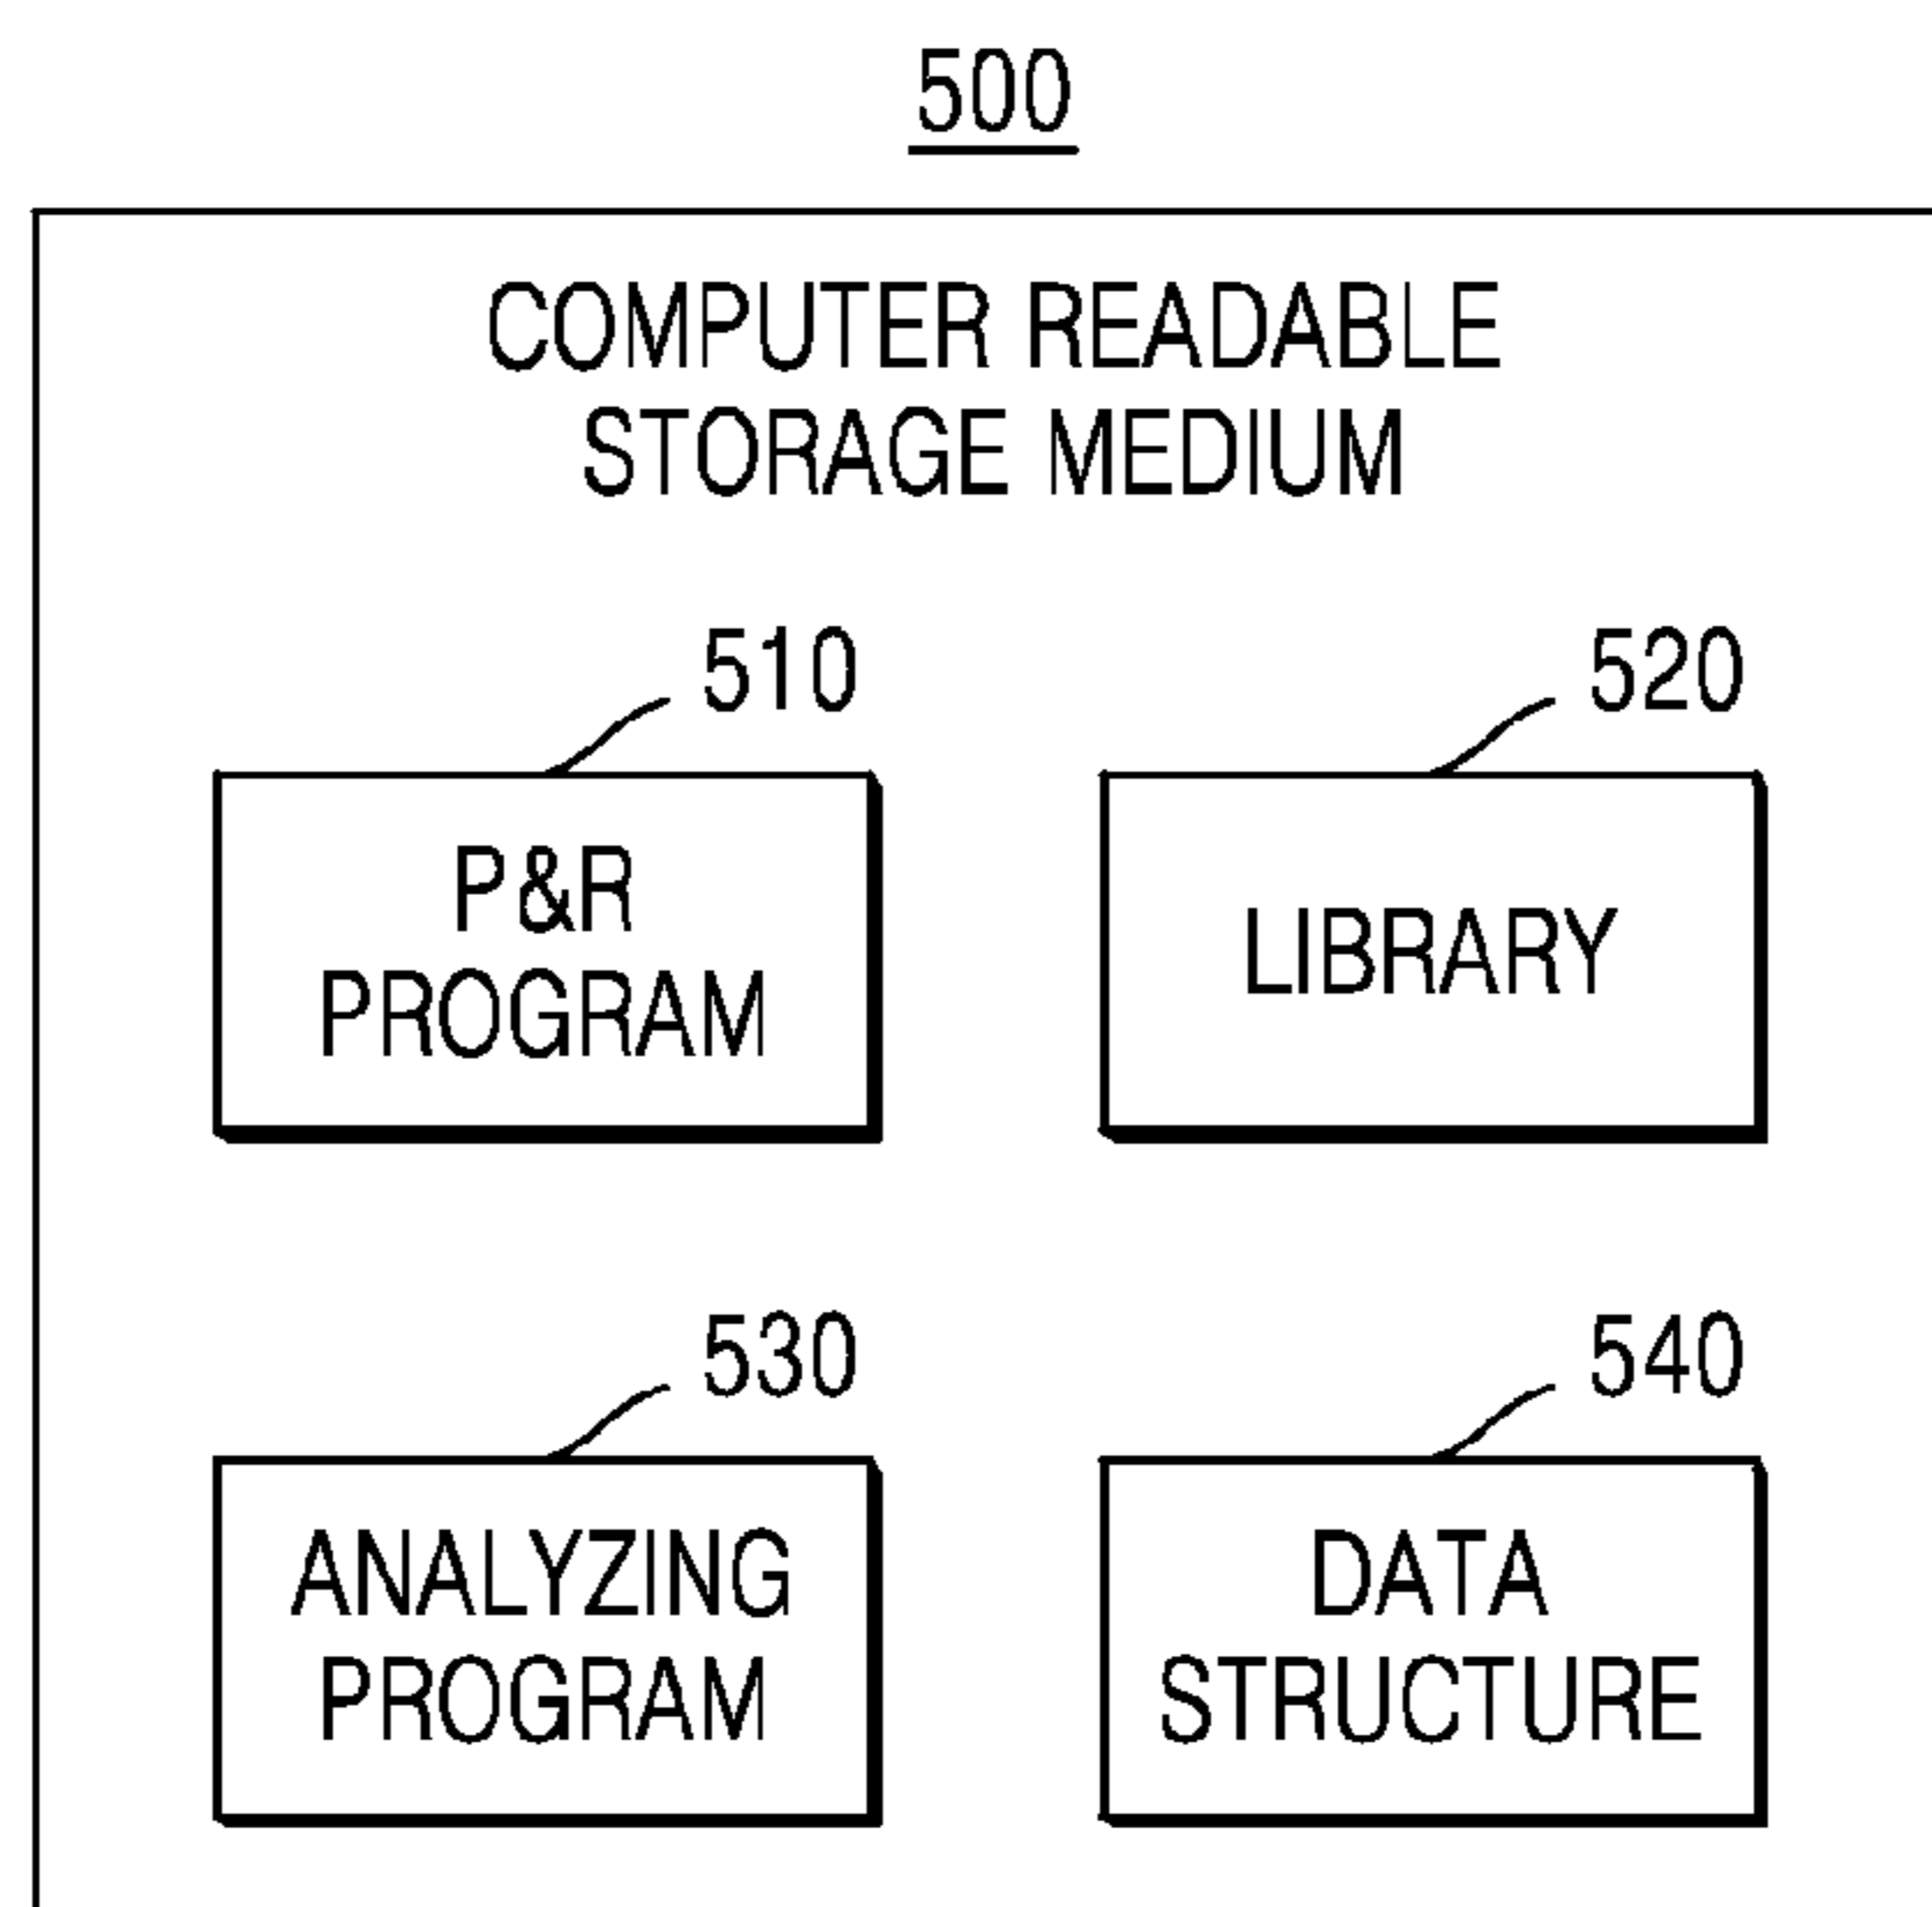 500
COMPUTER READABLE
STORAGE MEDIUM
510
520
P&R
PROGRAM
LIBRARY
530
540
ANALYZING
PROGRAM
DATA
STRUCTURE